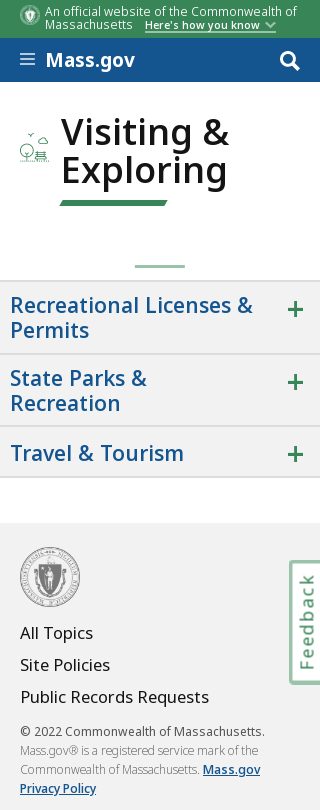 An official website of the Commonwealth of
Massachusetts Here's how you know
Mass.gov
Visiting &
Exploring
Recreational Licenses &
Permits
State Parks &
Recreation
Travel & Tourism
Feedback
All Topics
Site Policies
Public Records Requests
© 2022 Commonwealth of Massachusetts.
Mass.gov® is a registered service mark of the
Commonwealth of Massachusetts. Mass.gov
Privacy Policy